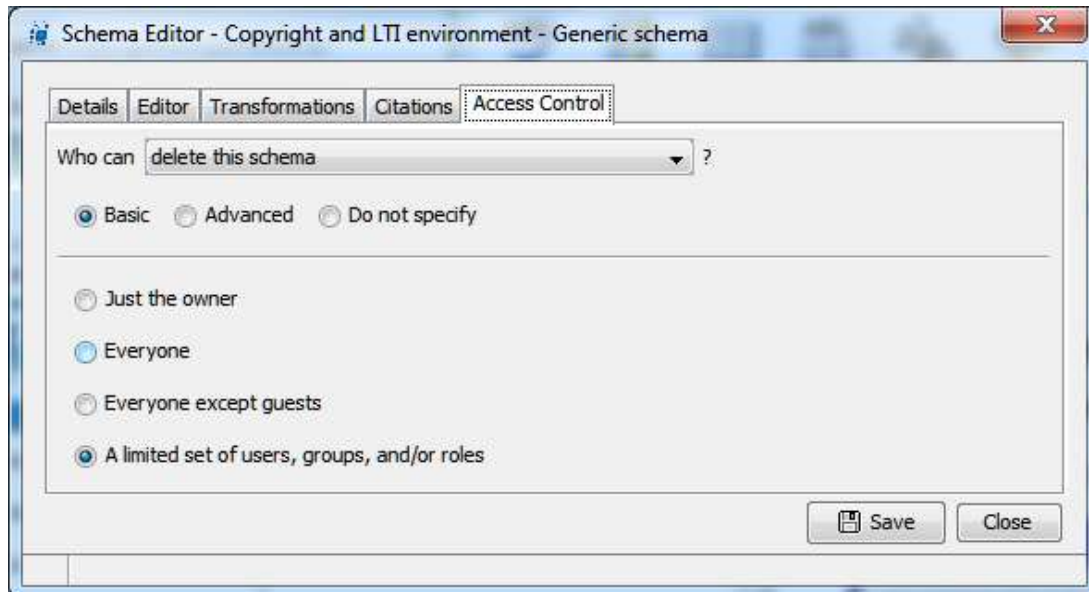 Schema Editor - Copyright and LTI environment - Generic schema
Details Editor Transformations Citations Access Control
Who can delete this schema ?
Basic Advanced Do not specify
Just the owner
Everyone
Everyone except guests
A limited set of users, groups, and/or roles
Save Close